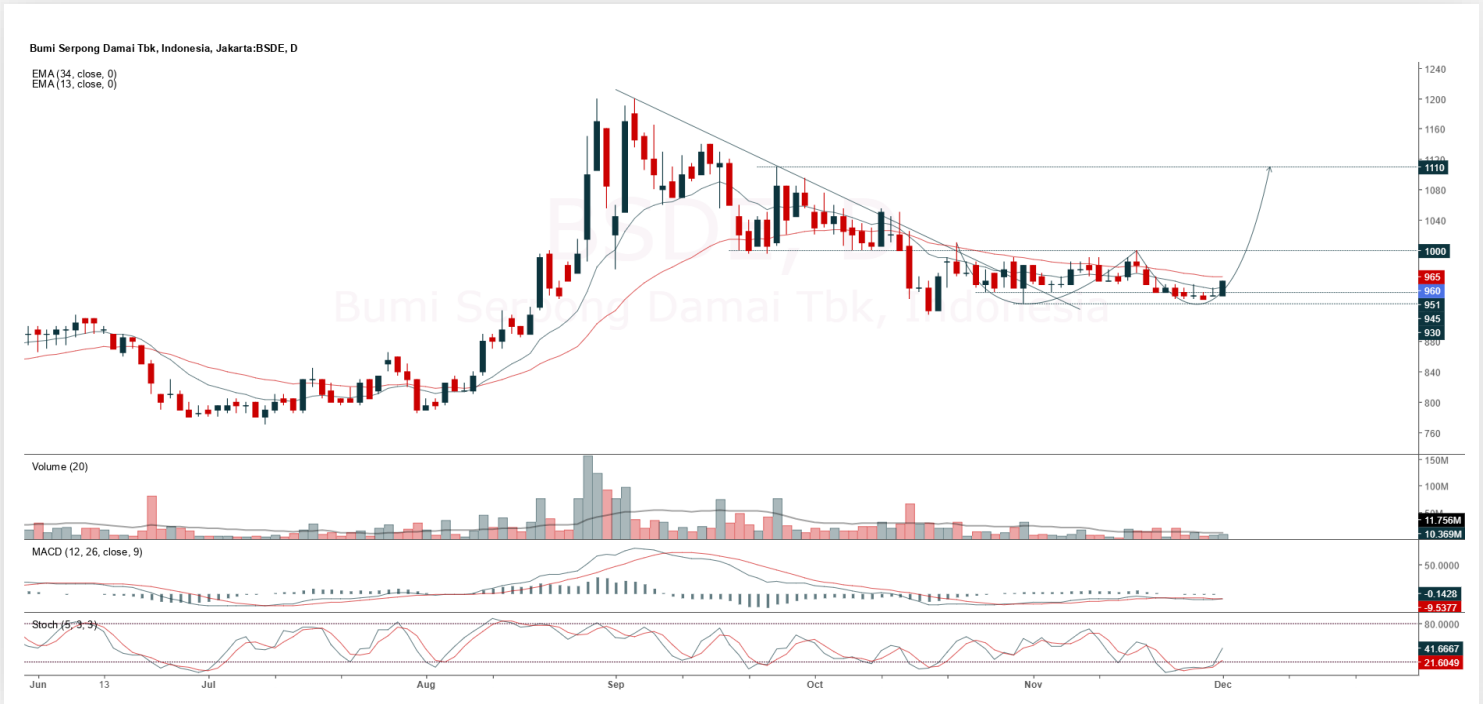 Bumi Serpong Damai Tbk, Indonesia, Jakarta:BSDE, D
EMA (34, close, 0)
EMA (13, close, 0)
BSDE, D
Bumi Serpong Damai Tbk, Indonesia
1240
1200
1160
1120
1110
1080
1040
1000
965
960
951
945
930
880
840
800
760
Volume (20)
150M
100M
50M
11.756M
10.369M
MACD (12, 26, close, 9)
50.0000
-0.1428
-9.5377
Stoch (5, 3, 3)
80.0000
41.6667
21.6049
Jun 13 Jul Aug Sep Oct Nov Dec